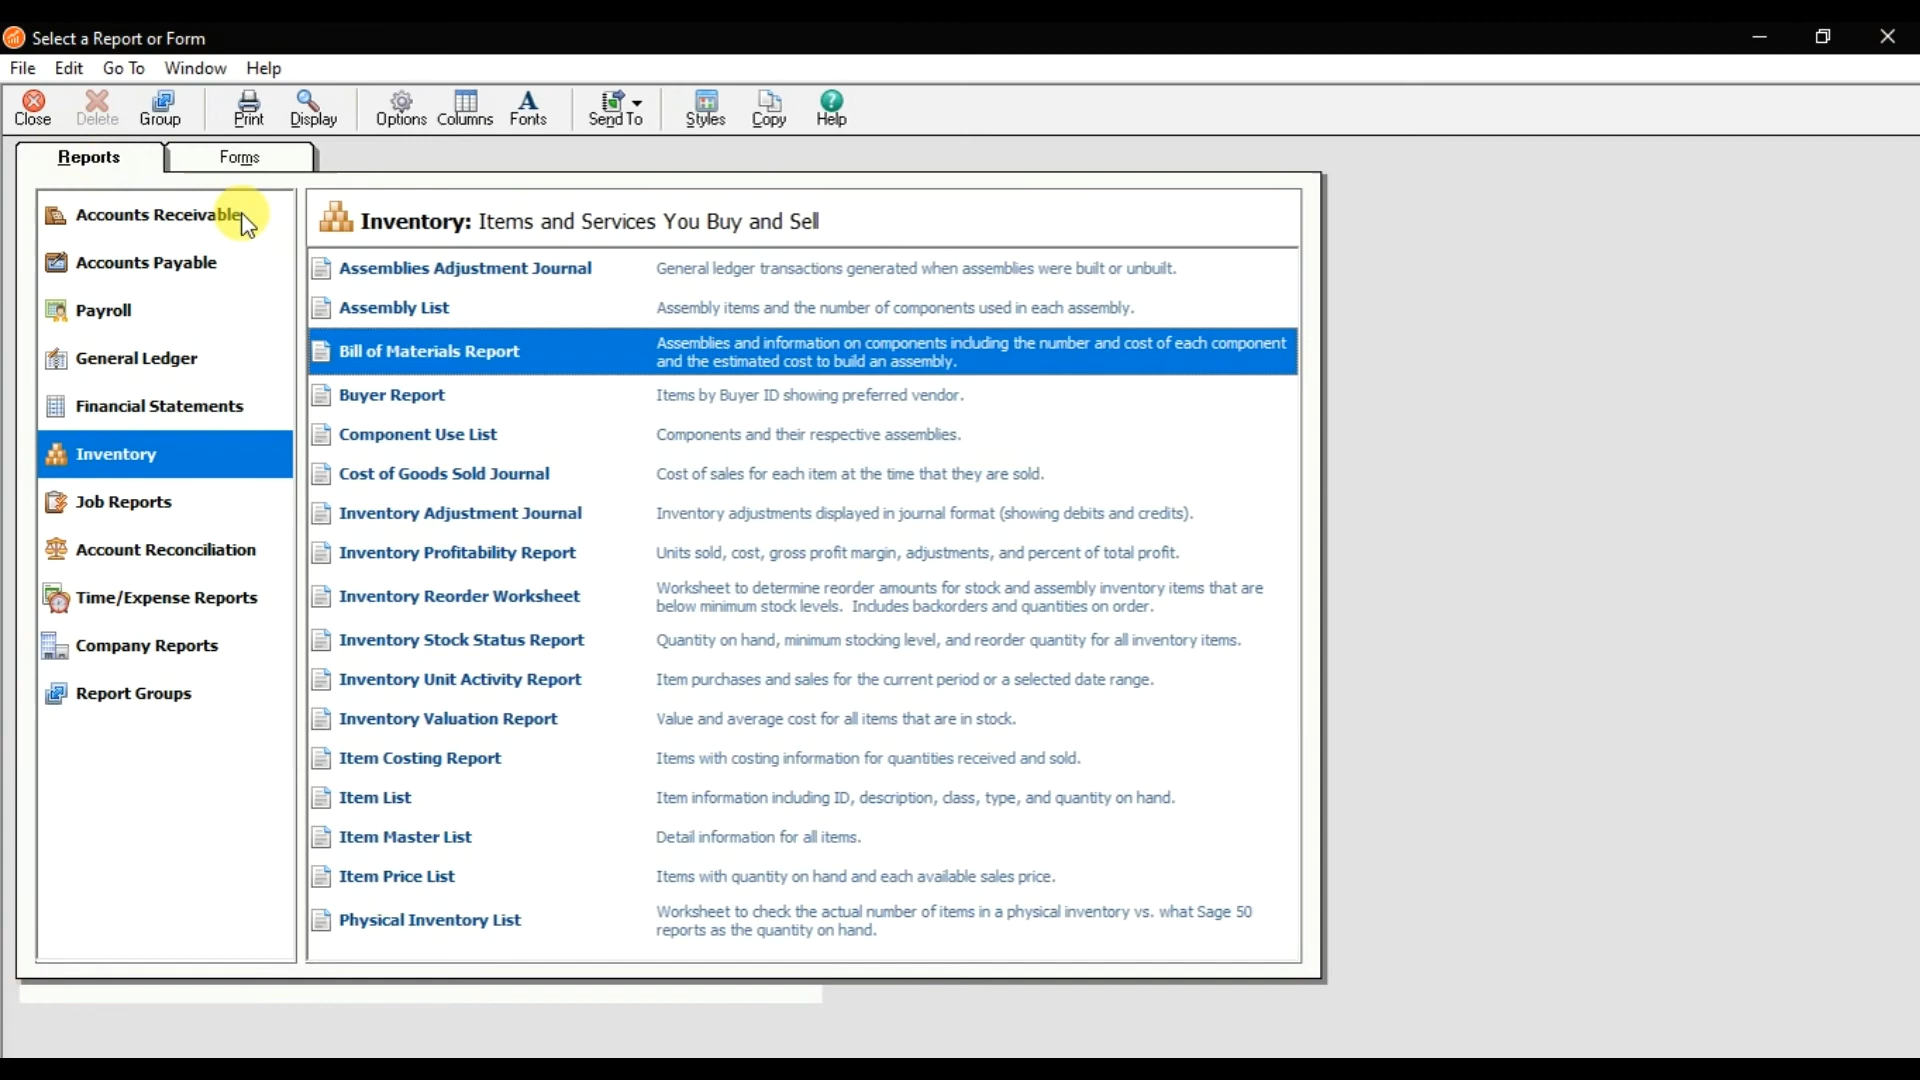 Select a Report or Form
File Edit Go To Window Help
Close Delete Group Print Display Options Columns Fonts Send To Styles Copy Help
Reports Forms
Accounts Receivable
Accounts Payable
Payroll
General Ledger
Financial Statements
Inventory
Job Reports
Account Reconciliation
Time/Expense Reports
Company Reports
Report Groups
Inventory: Items and Services You Buy and Sell
Assemblies Adjustment Journal General ledger transactions generated when assemblies were built or unbuilt.
Assembly List Assembly items and the number of components used in each assembly.
Bill of Materials Report Assemblies and information on components including the number and cost of each component
and the estimated cost to build an assembly.
Buyer Report Items by Buyer ID showing preferred vendor.
Component Use List Components and their respective assemblies.
Cost of Goods Sold Journal Cost of sales for each item at the time that they are sold.
Inventory Adjustment Journal Inventory adjustments displayed in journal format (showing debits and credits).
Inventory Profitability Report Units sold, cost, gross profit margin, adjustments, and percent of total profit.
Inventory Reorder Worksheet Worksheet to determine reorder amounts for stock and assembly inventory items that are
below minimum stock levels. Includes backorders and quantities on order.
Inventory Stock Status Report Quantity on hand, minimum stocking level, and reorder quantity for all inventory items.
Inventory Unit Activity Report Item purchases and sales for the current period or a selected date range.
Inventory Valuation Report Value and average cost for all items that are in stock.
Item Costing Report Items with costing information for quantities received and sold.
Item List Item information including ID, description, class, type, and quantity on hand.
Item Master List Detail information for all items.
Item Price List Items with quantity on hand and each available sales price.
Physical Inventory List Worksheet to check the actual number of items in a physical inventory vs. what Sage 50
reports as the quantity on hand.